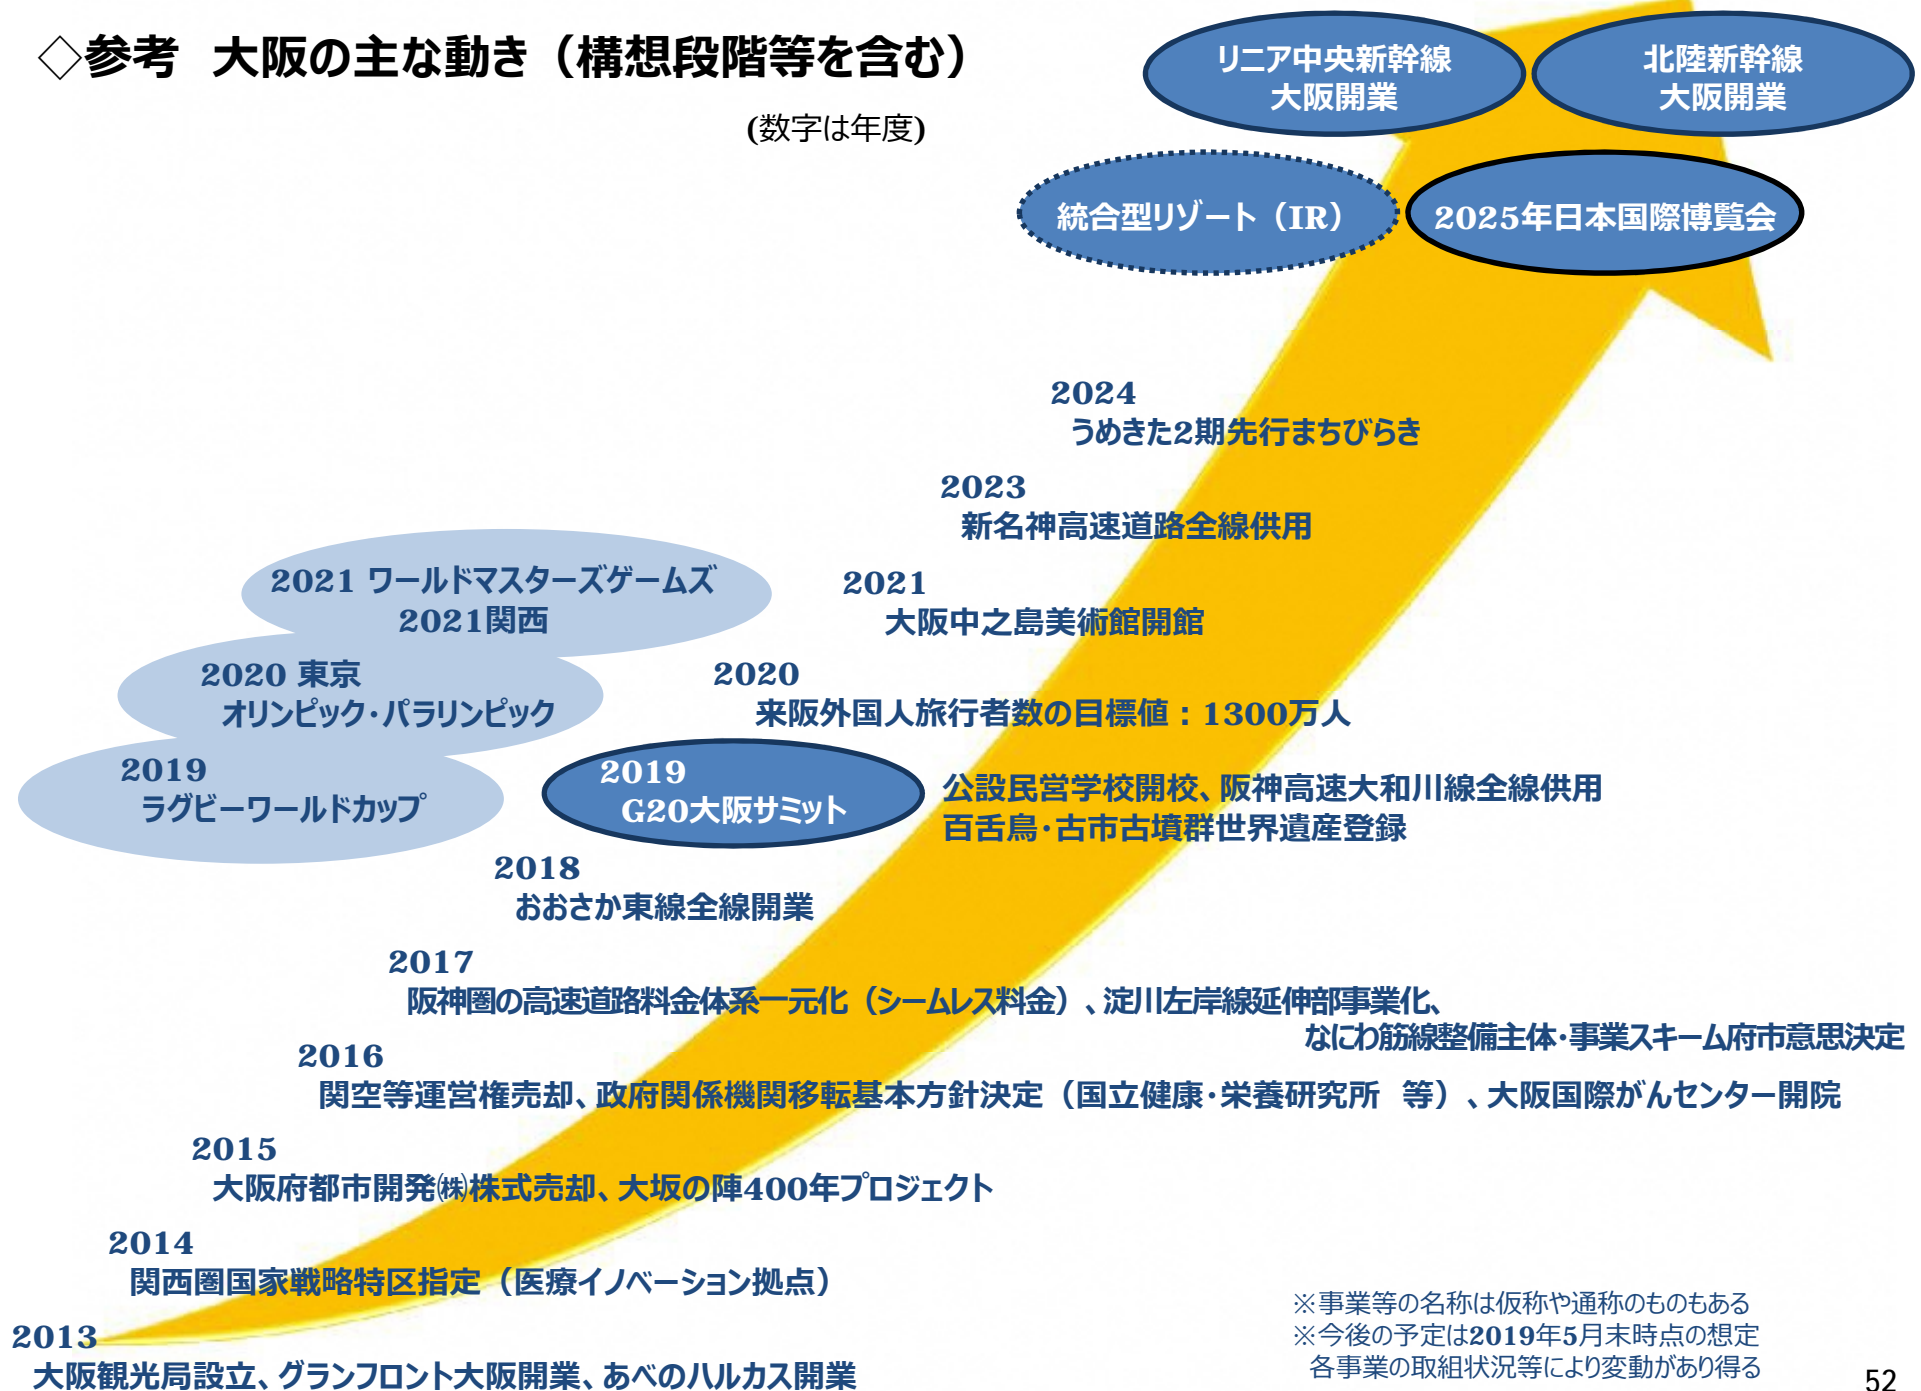 ◇参考　大阪の主な動き（構想段階等を含む）
(数字は年度)
リニア中央新幹線
大阪開業
北陸新幹線
大阪開業
統合型リゾート（IR）
2025年日本国際博覧会
2024
うめきた2期先行まちびらき
2023
新名神高速道路全線供用
2021 ワールドマスターズゲームズ
2021関西
2021
大阪中之島美術館開館
2020 東京
オリンピック・パラリンピック
2020
来阪外国人旅行者数の目標値：1300万人
2019
ラグビーワールドカップ
2019
G20大阪サミット
公設民営学校開校、阪神高速大和川線全線供用
百舌鳥・古市古墳群世界遺産登録
2018
おおさか東線全線開業
2017
阪神圏の高速道路料金体系一元化（シームレス料金）、淀川左岸線延伸部事業化、
なにわ筋線整備主体・事業スキーム府市意思決定
2016
関空等運営権売却、政府関係機関移転基本方針決定（国立健康・栄養研究所　等）、大阪国際がんセンター開院
2015
大阪府都市開発㈱株式売却、大坂の陣400年プロジェクト
2014
関西圏国家戦略特区指定（医療イノベーション拠点）
2013
大阪観光局設立、グランフロント大阪開業、あべのハルカス開業
※事業等の名称は仮称や通称のものもある
※今後の予定は2019年5月末時点の想定
各事業の取組状況等により変動があり得る
52